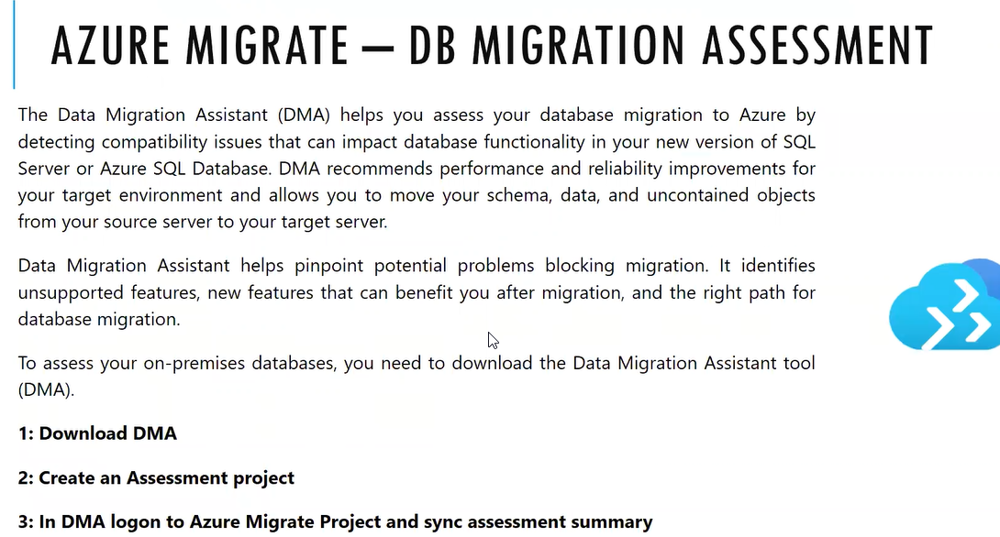 AZURE MIGRATE – DB MIGRATION ASSESSMENT
The Data Migration Assistant (DMA) helps you assess your database migration to Azure by
detecting compatibility issues that can impact database functionality in your new version of SQL
Server or Azure SQL Database. DMA recommends performance and reliability improvements for
your target environment and allows you to move your schema, data, and uncontained objects
from your source server to your target server.
Data Migration Assistant helps pinpoint potential problems blocking migration. It identifies
unsupported features, new features that can benefit you after migration, and the right path for
database migration.
To assess your on-premises databases, you need to download the Data Migration Assistant tool
(DMA).
1: Download DMA
2: Create an Assessment project
3: In DMA logon to Azure Migrate Project and sync assessment summary